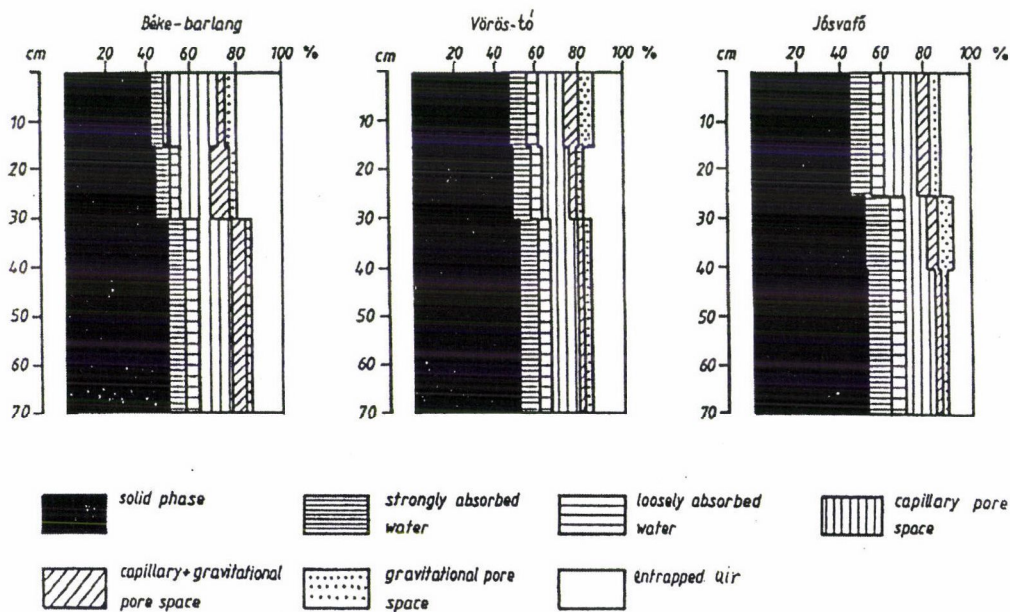 Béke-barlang
cm 20 40 60 80 100 %
10
20
30
40
50
60
70
Vörös-tó
cm 20 40 60 80 100 %
10
20
30
40
50
60
70
Jósvafő
cm 20 40 60 80 100 %
10
20
30
40
50
60
70
solid phase
strongly absorbed
water
loosely absorbed
water
capillary pore
space
capillary+gravitational
pore space
gravitational pore
space
entrapped air